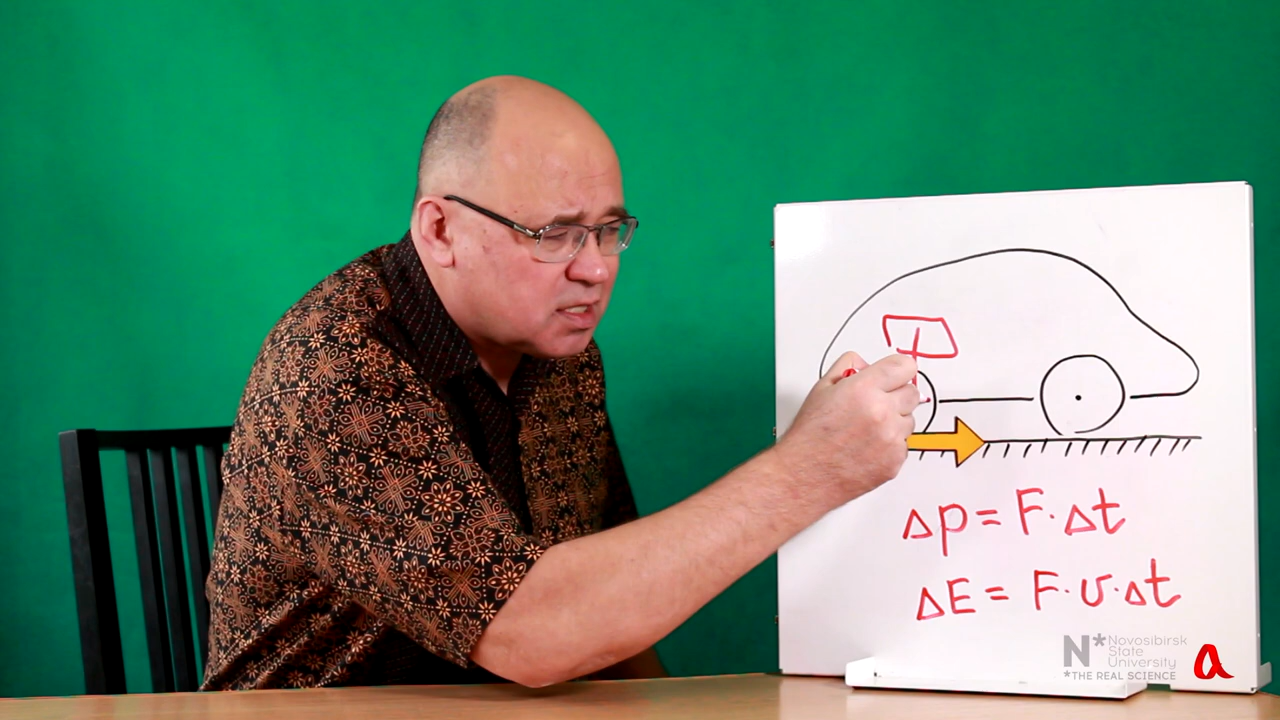 Δp = F·Δt
ΔE = F·υ·Δt
N* Novosibirsk
State
University
*THE REAL SCIENCE
a